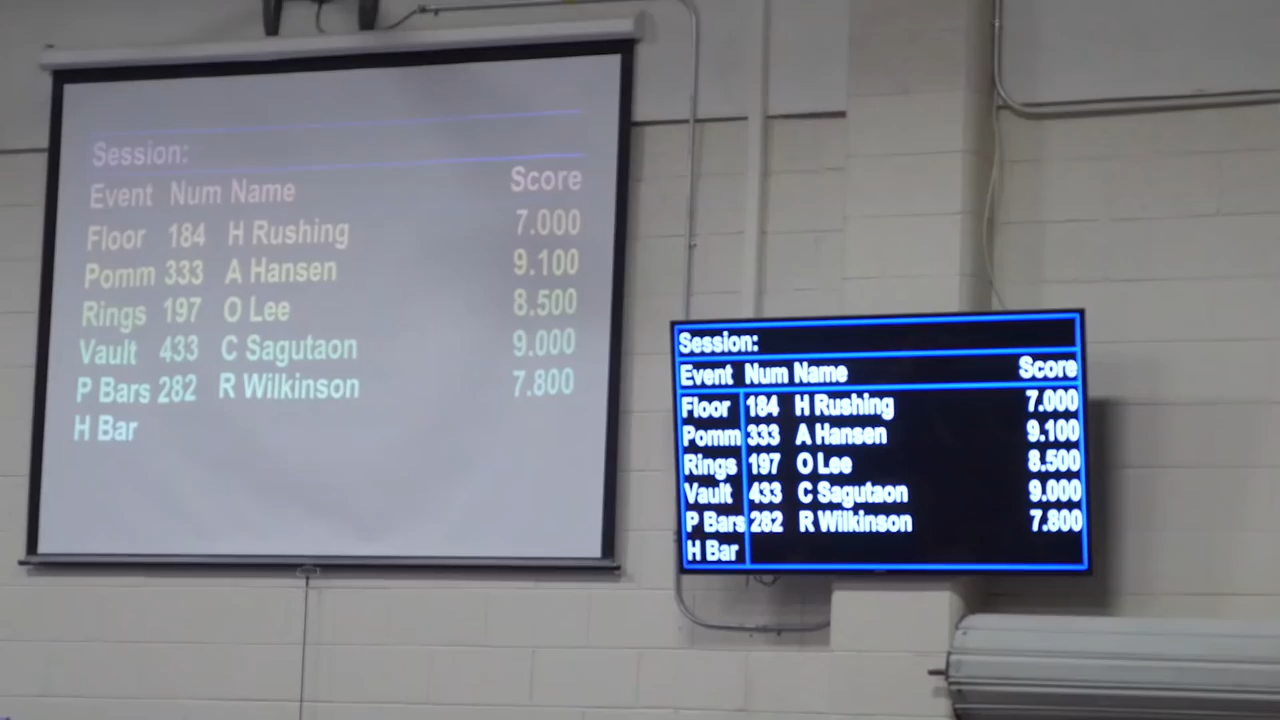 Session:
Event Num Name Score
Floor 184 H Rushing 7.000
Pomm 333 A Hansen 9.100
Rings 197 O Lee 8.500
Vault 433 C Sagutaon 9.000
P Bars 282 R Wilkinson 7.800
H Bar
Session:
Event Num Name Score
Floor 184 H Rushing 7.000
Pomm 333 A Hansen 9.100
Rings 197 O Lee 8.500
Vault 433 C Sagutaon 9.000
P Bars 282 R Wilkinson 7.800
H Bar